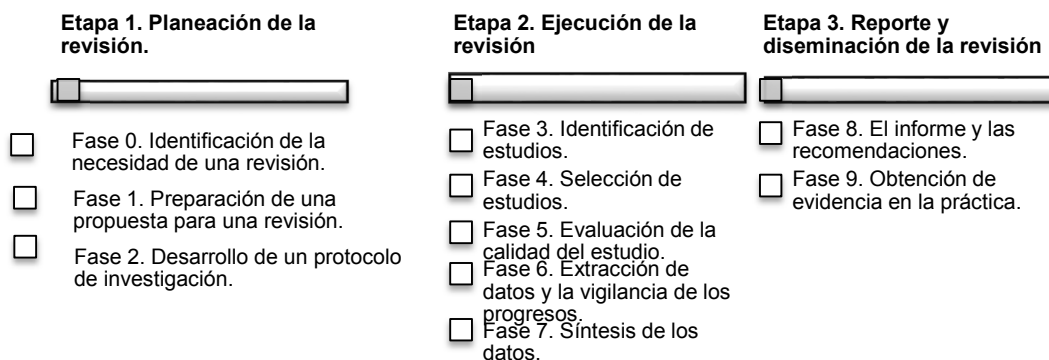 Etapa 1. Planeación de la
revisión.
Fase 0. Identificación de la
necesidad de una revisión.
Fase 1. Preparación de una
propuesta para una revisión.
Fase 2. Desarrollo de un protocolo
de investigación.
Etapa 2. Ejecución de la
revisión
Fase 3. Identificación de
estudios.
Fase 4. Selección de
estudios.
Fase 5. Evaluación de la
calidad del estudio.
Fase 6. Extracción de
datos y la vigilancia de los
progresos.
Fase 7. Síntesis de los
datos.
Etapa 3. Reporte y
diseminación de la revisión
Fase 8. El informe y las
recomendaciones.
Fase 9. Obtención de
evidencia en la práctica.